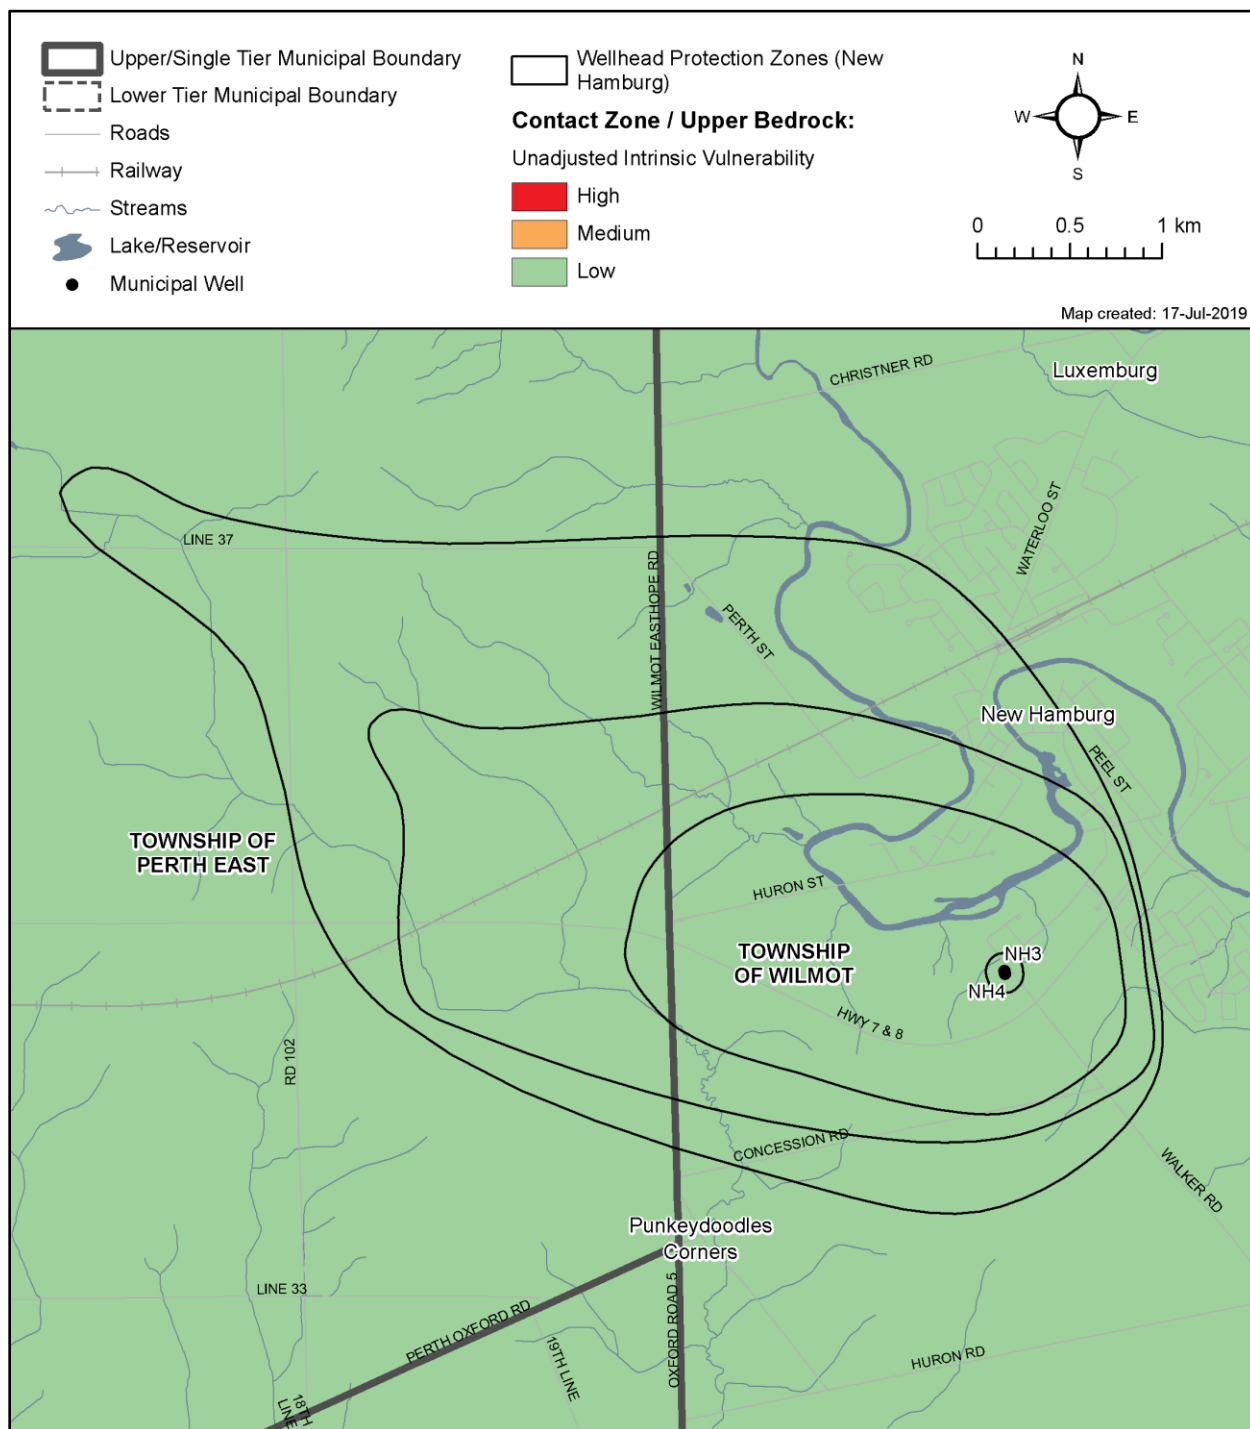 Upper/Single Tier Municipal Boundary
Lower Tier Municipal Boundary
Roads
Railway
Streams
Lake/Reservoir
Municipal Well
Wellhead Protection Zones (New
Hamburg)
Contact Zone / Upper Bedrock:
Unadjusted Intrinsic Vulnerability
High
Medium
Low
N
W E
S
0 0.5 1 km
Map created: 17-Jul-2019
CHRISTNER RD
Luxemburg
WATERLOO ST
LINE 37
WILMOT EASTHOPE RD
PERTH ST
New Hamburg
PEEL ST
TOWNSHIP OF
PERTH EAST
HURON ST
TOWNSHIP
OF WILMOT
NH3
NH4
HWY 7 & 8
RD 102
CONCESSION RD
WALKER RD
Punkeydoodles
Corners
LINE 33
PERTH OXFORD RD
OXFORD ROAD 5
19TH LINE
HURON RD
18TH
LINE